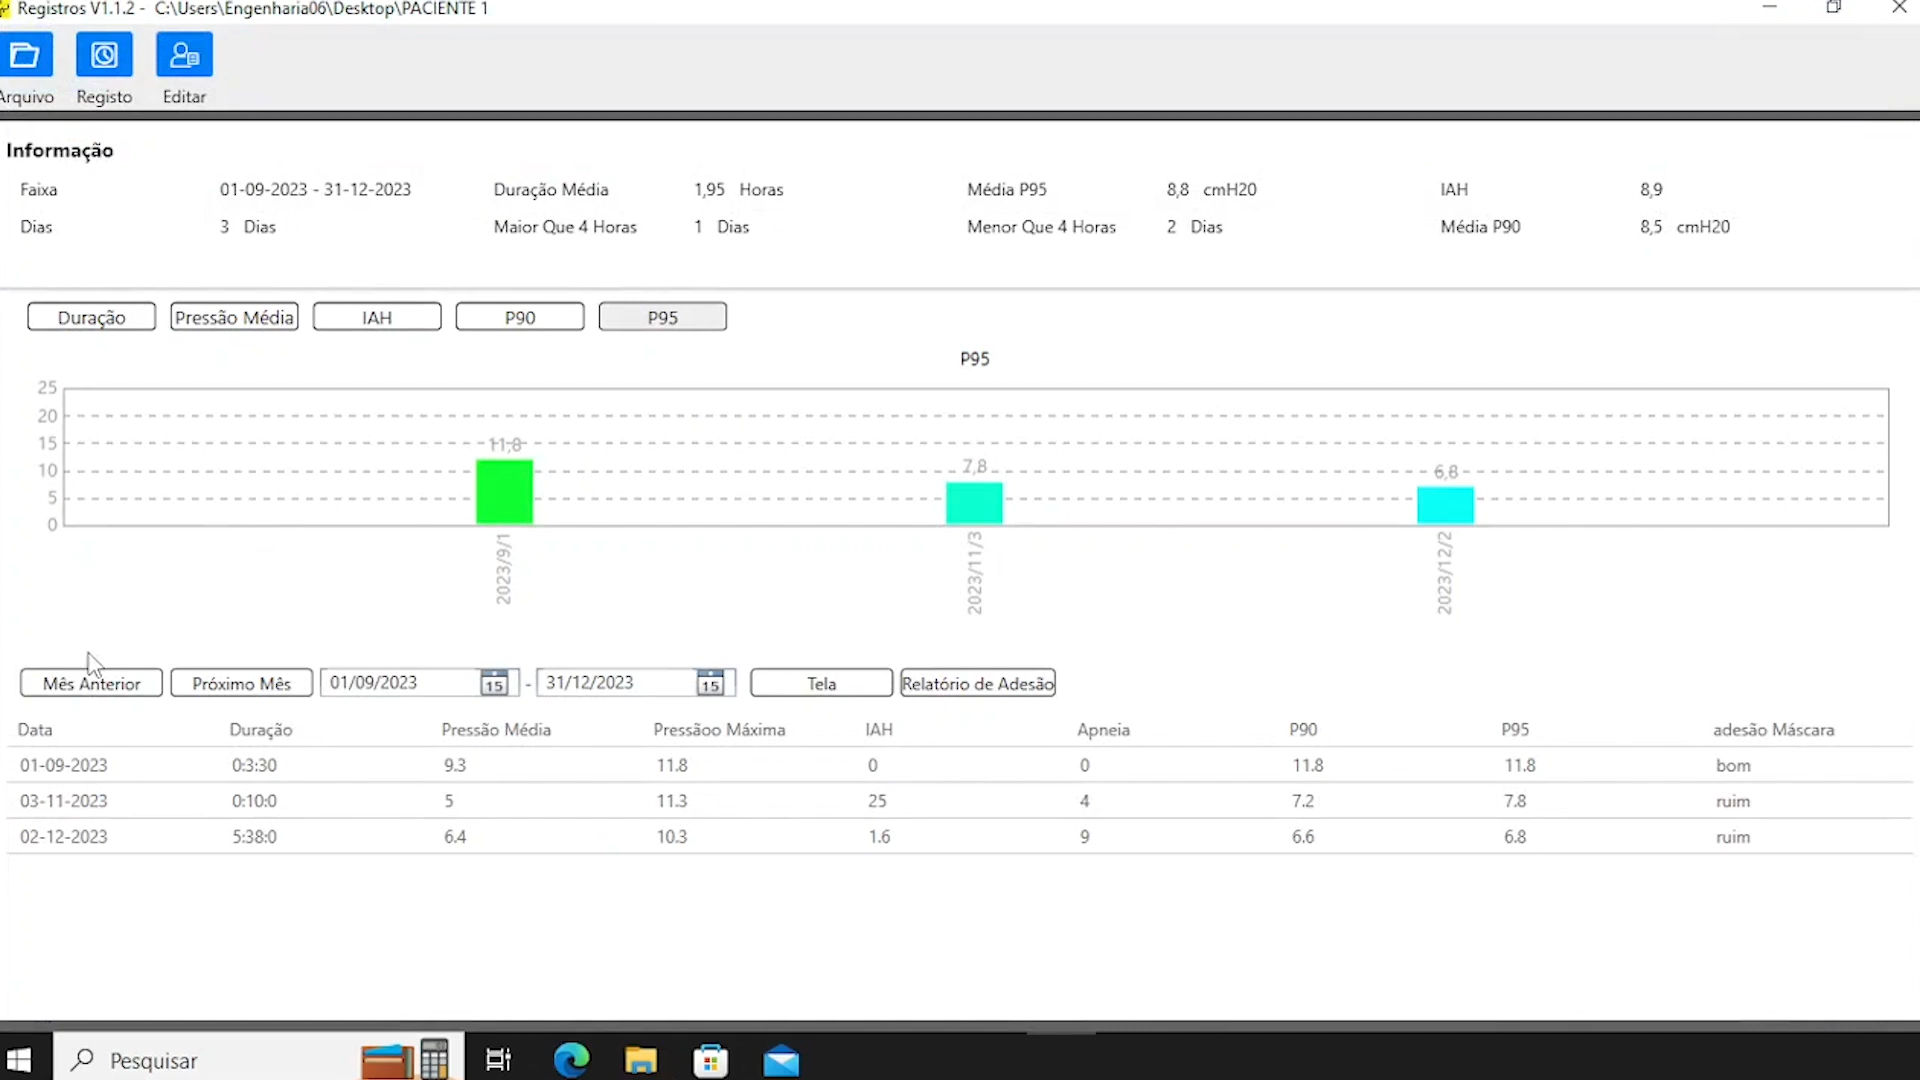 Registros V1.1.2 - C:\Users\Engenharia06\Desktop\PACIENTE 1
Arquivo Registo Editar
Informação
Faixa 01-09-2023 - 31-12-2023 Duração Média 1,95 Horas Média P95 8,8 cmH20 IAH 8,9
Dias 3 Dias Maior Que 4 Horas 1 Dias Menor Que 4 Horas 2 Dias Média P90 8,5 cmH20
Duração Pressão Média IAH P90 P95
P95
25
20
15
10
5
0
11,8
7,8
6,8
2023/9/1
2023/11/3
2023/12/2
Mês Anterior Próximo Mês 01/09/2023 15 - 31/12/2023 15 Tela Relatório de Adesão
Data Duração Pressão Média Pressãoo Máxima IAH Apneia P90 P95 adesão Máscara
01-09-2023 0:3:30 9.3 11.8 0 0 11.8 11.8 bom
03-11-2023 0:10:0 5 11.3 25 4 7.2 7.8 ruim
02-12-2023 5:38:0 6.4 10.3 1.6 9 6.6 6.8 ruim
Pesquisar